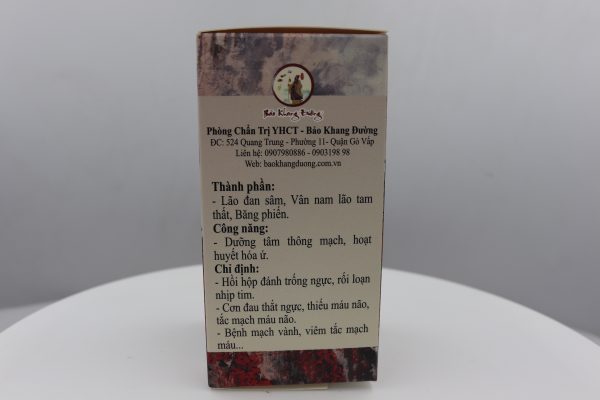 Bảo Khang Đường
Phòng Chẩn Trị YHCT - Bảo Khang Đường
ĐC: 524 Quang Trung - Phường 11- Quận Gò Vấp
Liên hệ: 0907980886 - 0903198 98
Web: baokhangduong.com.vn
Thành phần:
- Lão đan sâm, Vân nam lão tam
thất, Băng phiến.
Công năng:
- Dưỡng tâm thông mạch, hoạt
huyết hóa ứ.
Chỉ định:
- Hồi hộp đánh trống ngực, rối loạn
nhịp tim.
- Cơn đau thắt ngực, thiếu máu não,
tắc mạch máu não.
- Bệnh mạch vành, viêm tắc mạch
máu...